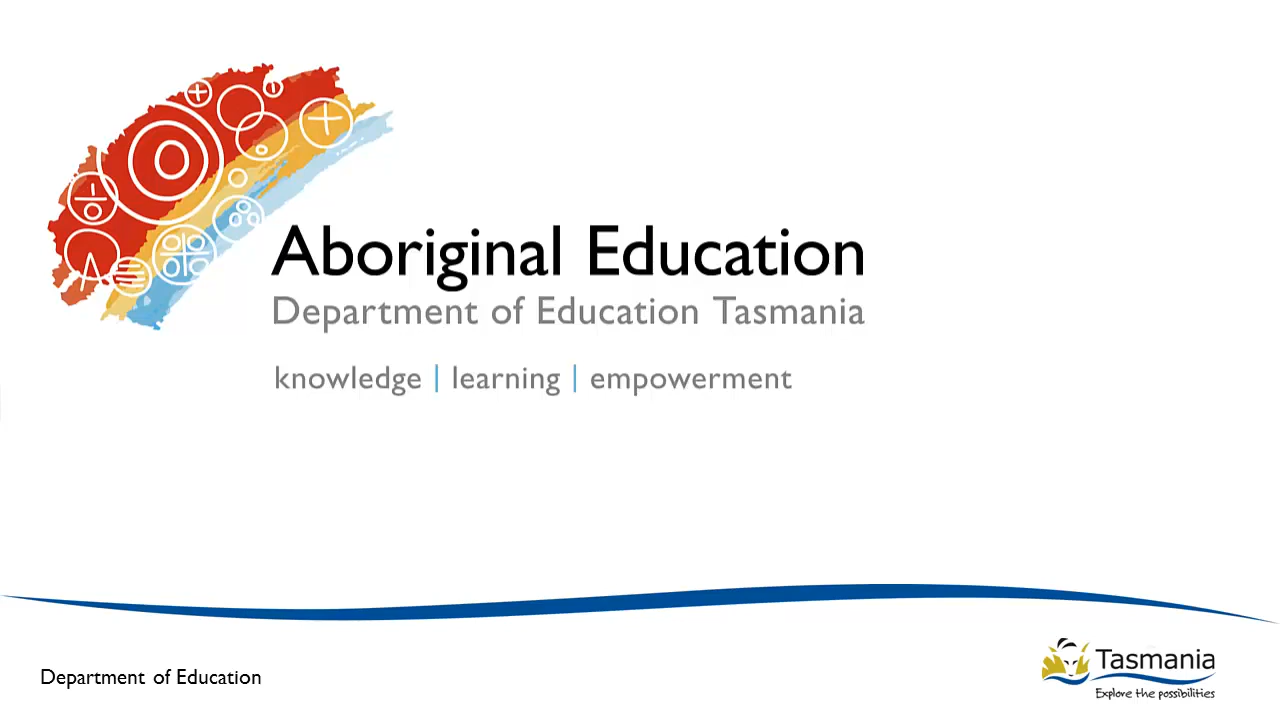 Aboriginal Education
Department of Education Tasmania
knowledge | learning | empowerment
Department of Education
Tasmania
Explore the possibilities